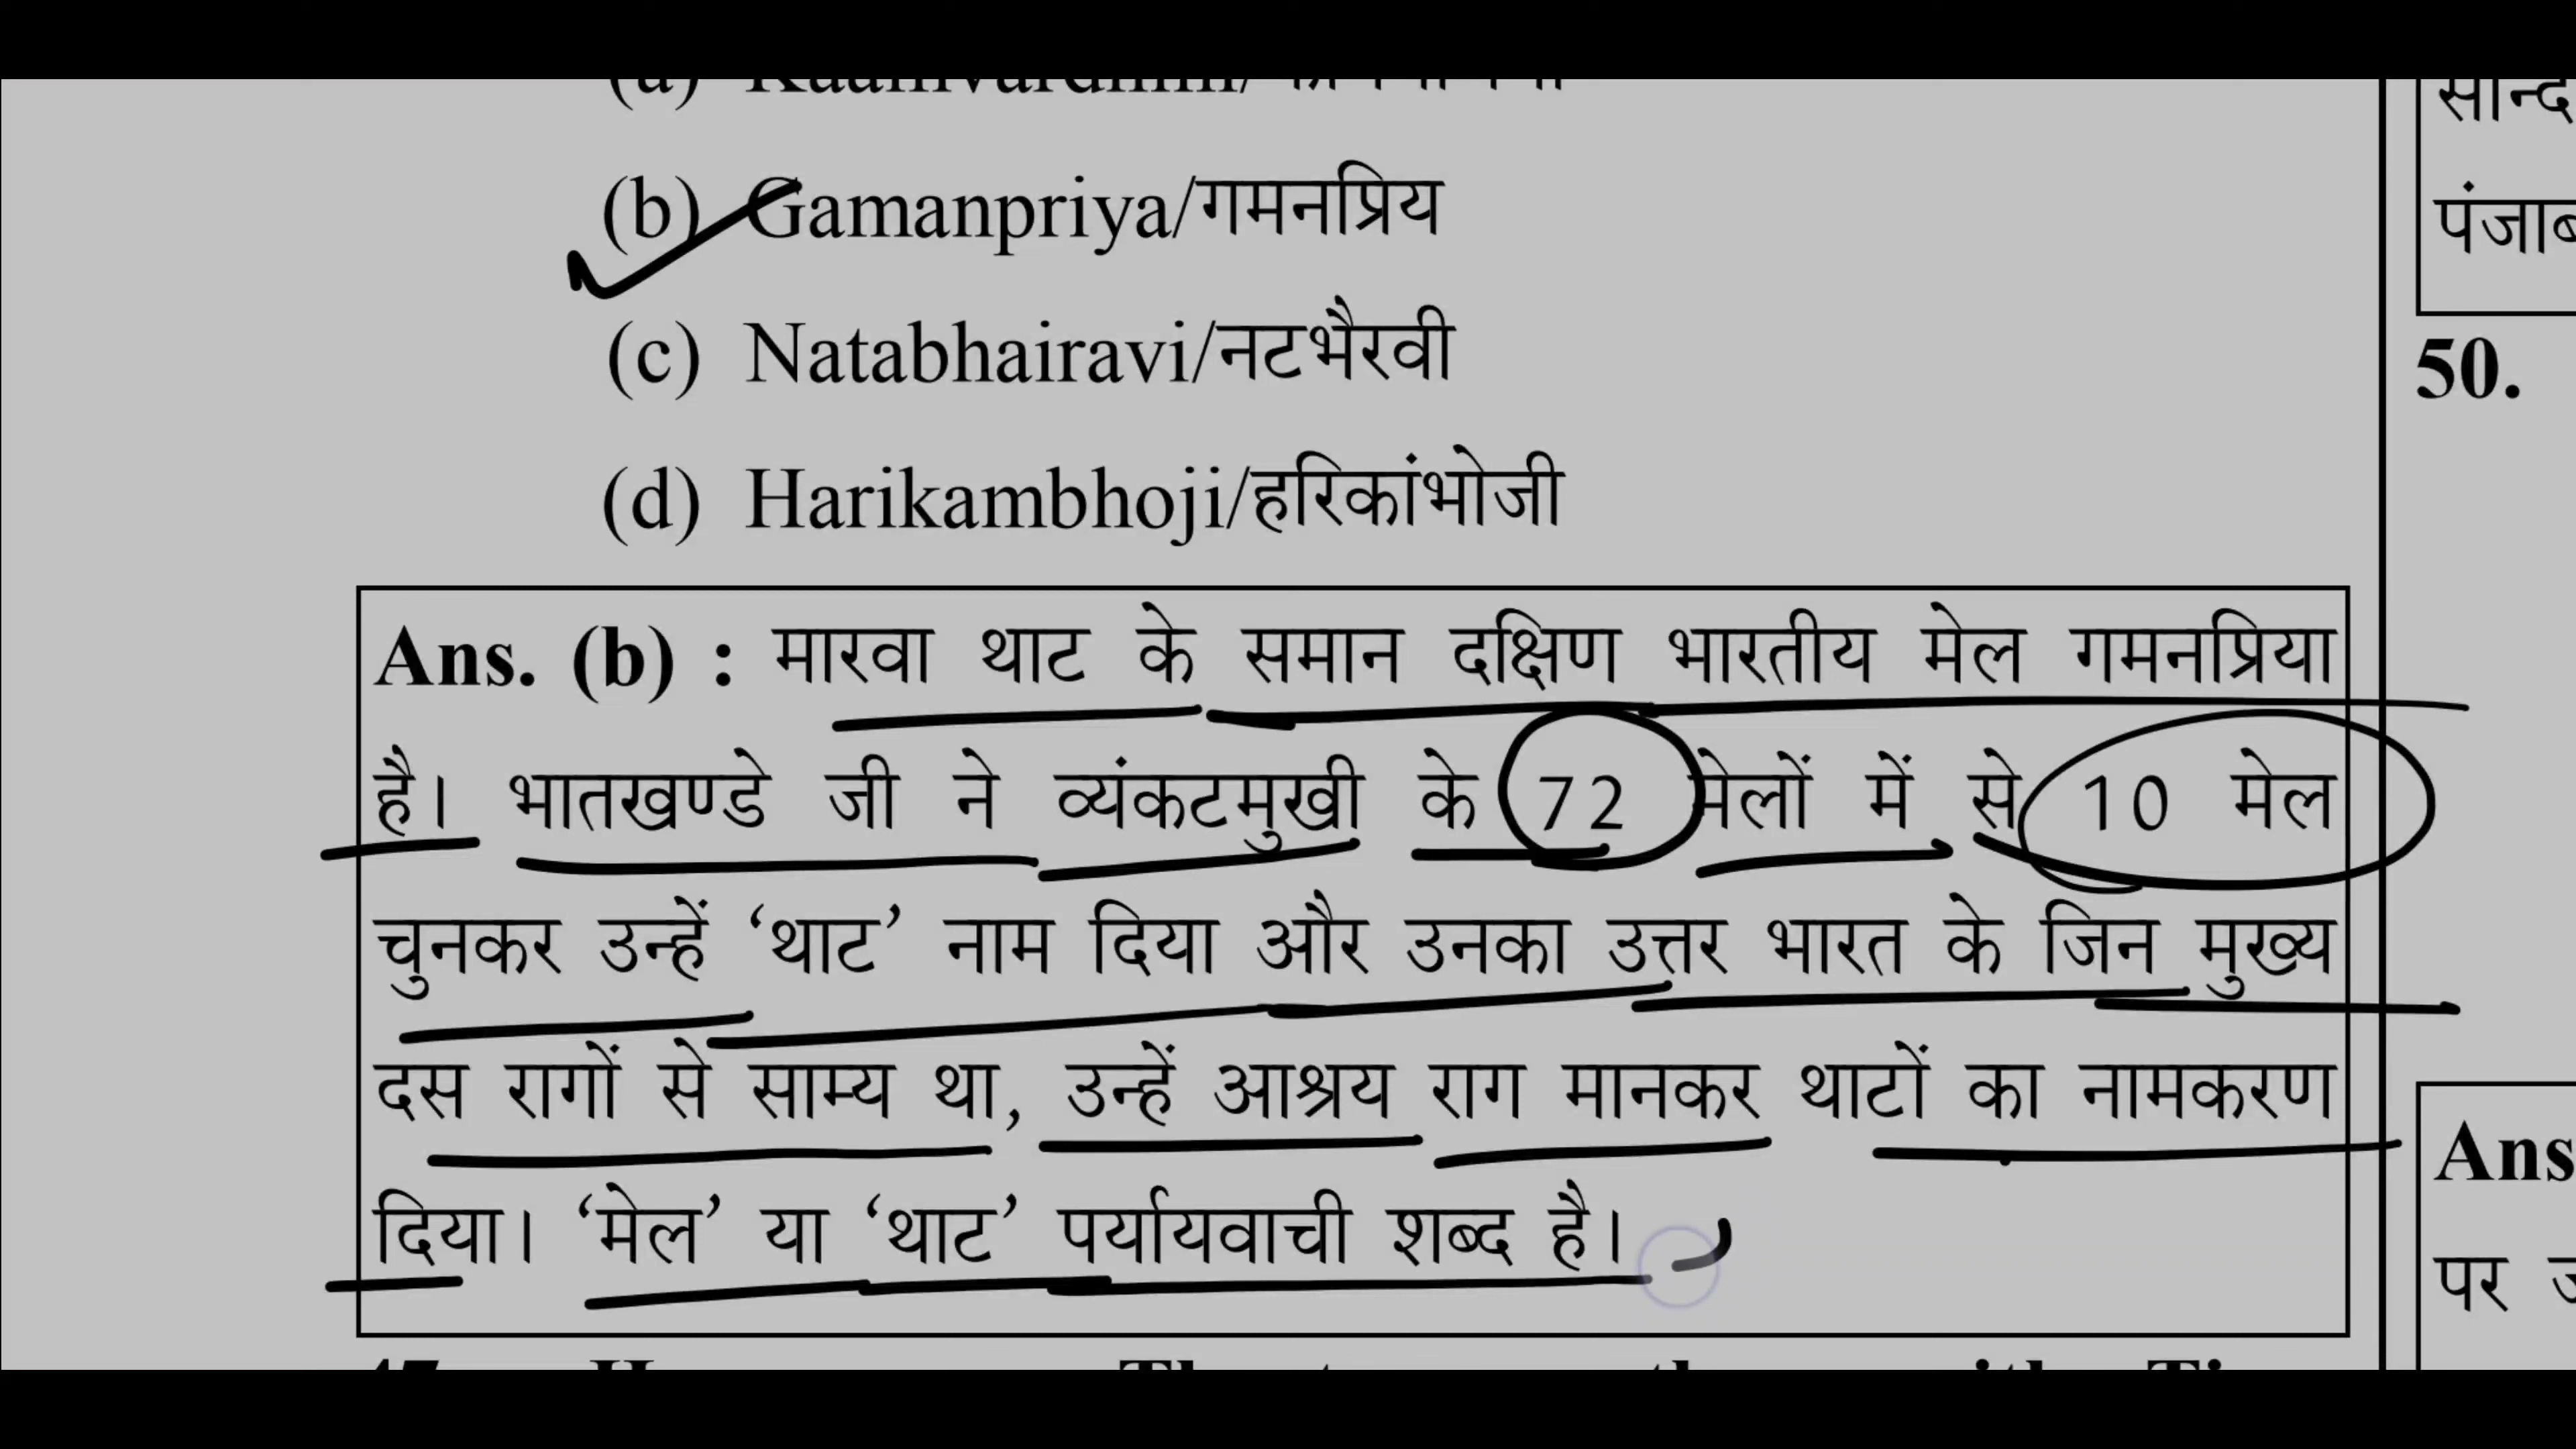 (b) Gamanpriya/गमनप्रिय
(c) Natabhairavi/नटभैरवी
(d) Harikambhoji/हरिकांभोजी
Ans. (b) : मारवा थाट के समान दक्षिण भारतीय मेल गमनप्रिया
है। भातखण्डे जी ने व्यंकटमुखी के 72 मेलों में से 10 मेल
चुनकर उन्हें ‘थाट’ नाम दिया और उनका उत्तर भारत के जिन मुख्य
दस रागों से साम्य था, उन्हें आश्रय राग मानकर थाटों का नामकरण
दिया। ‘मेल’ या ‘थाट’ पर्यायवाची शब्द है।
50.
Ans
पर